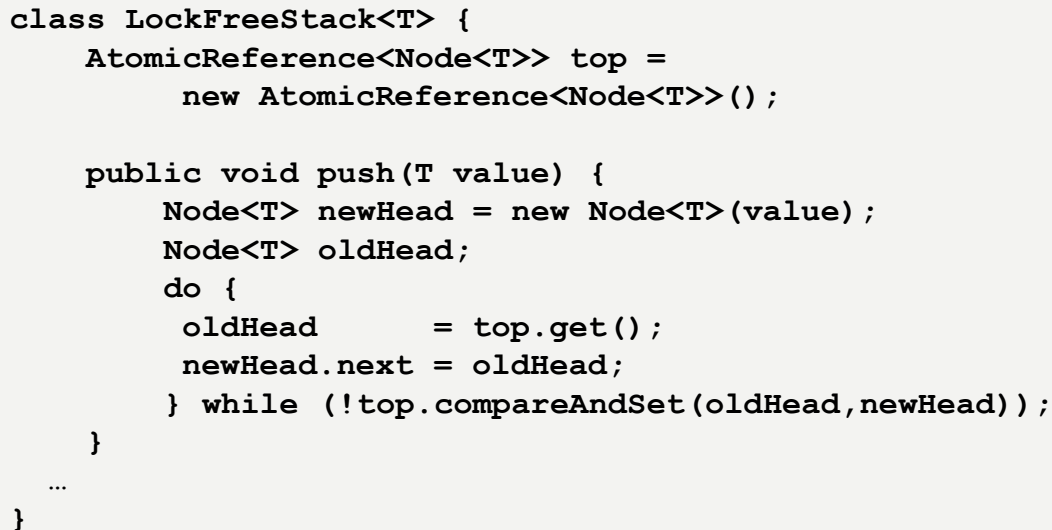 class LockFreeStack<T> {
    AtomicReference<Node<T>> top =
         new AtomicReference<Node<T>>();

    public void push(T value) {
        Node<T> newHead = new Node<T>(value);
        Node<T> oldHead;
        do {
         oldHead      = top.get();
         newHead.next = oldHead;
        } while (!top.compareAndSet(oldHead,newHead));
    }
  …
}